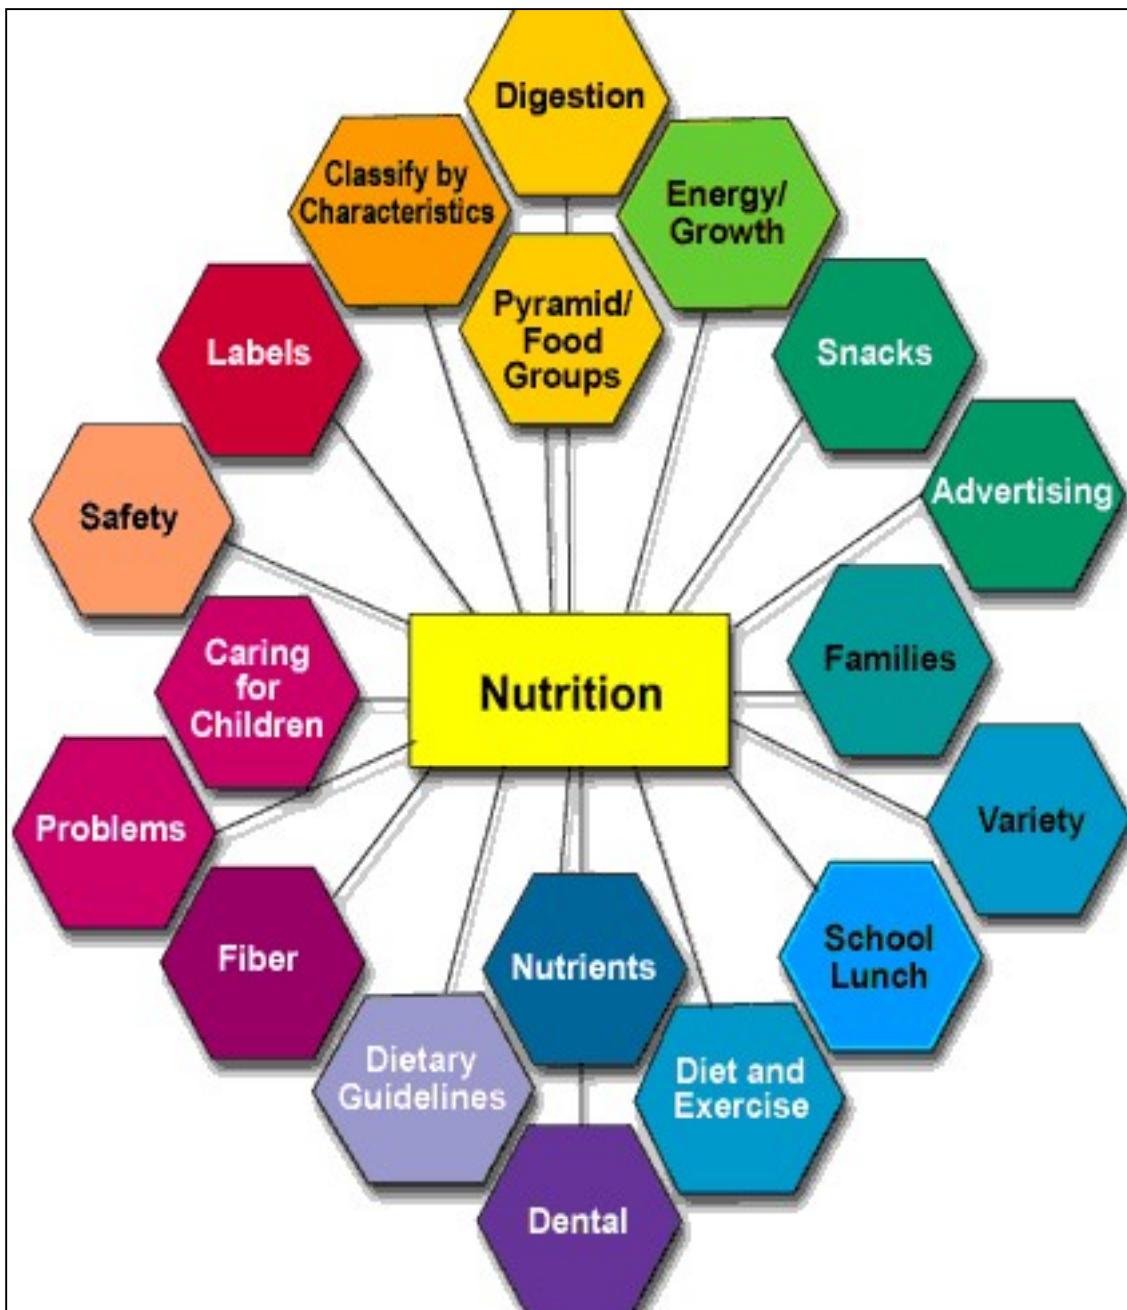 Digestion
Classify by
Characteristics
Energy/
Growth
Pyramid/
Food
Groups
Labels
Snacks
Advertising
Safety
Caring
for
Children
Nutrition
Families
Problems
Variety
Fiber
Nutrients
School
Lunch
Dietary
Guidelines
Diet and
Exercise
Dental